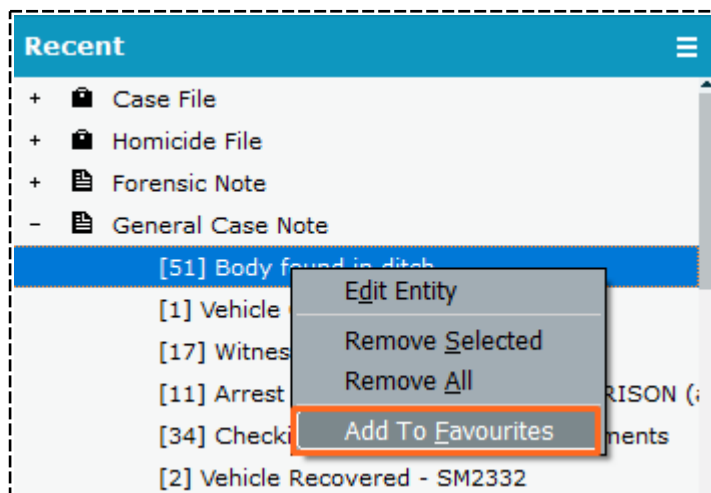 Recent
+ Case File
+ Homicide File
+ Forensic Note
- General Case Note
[51] Body found in ditch
[1] Vehicle
[17] Witnes
[11] Arrest RISON (
[34] Checki ments
[2] Vehicle Recovered - SM2332
Edit Entity
Remove Selected
Remove All
Add To Favourites